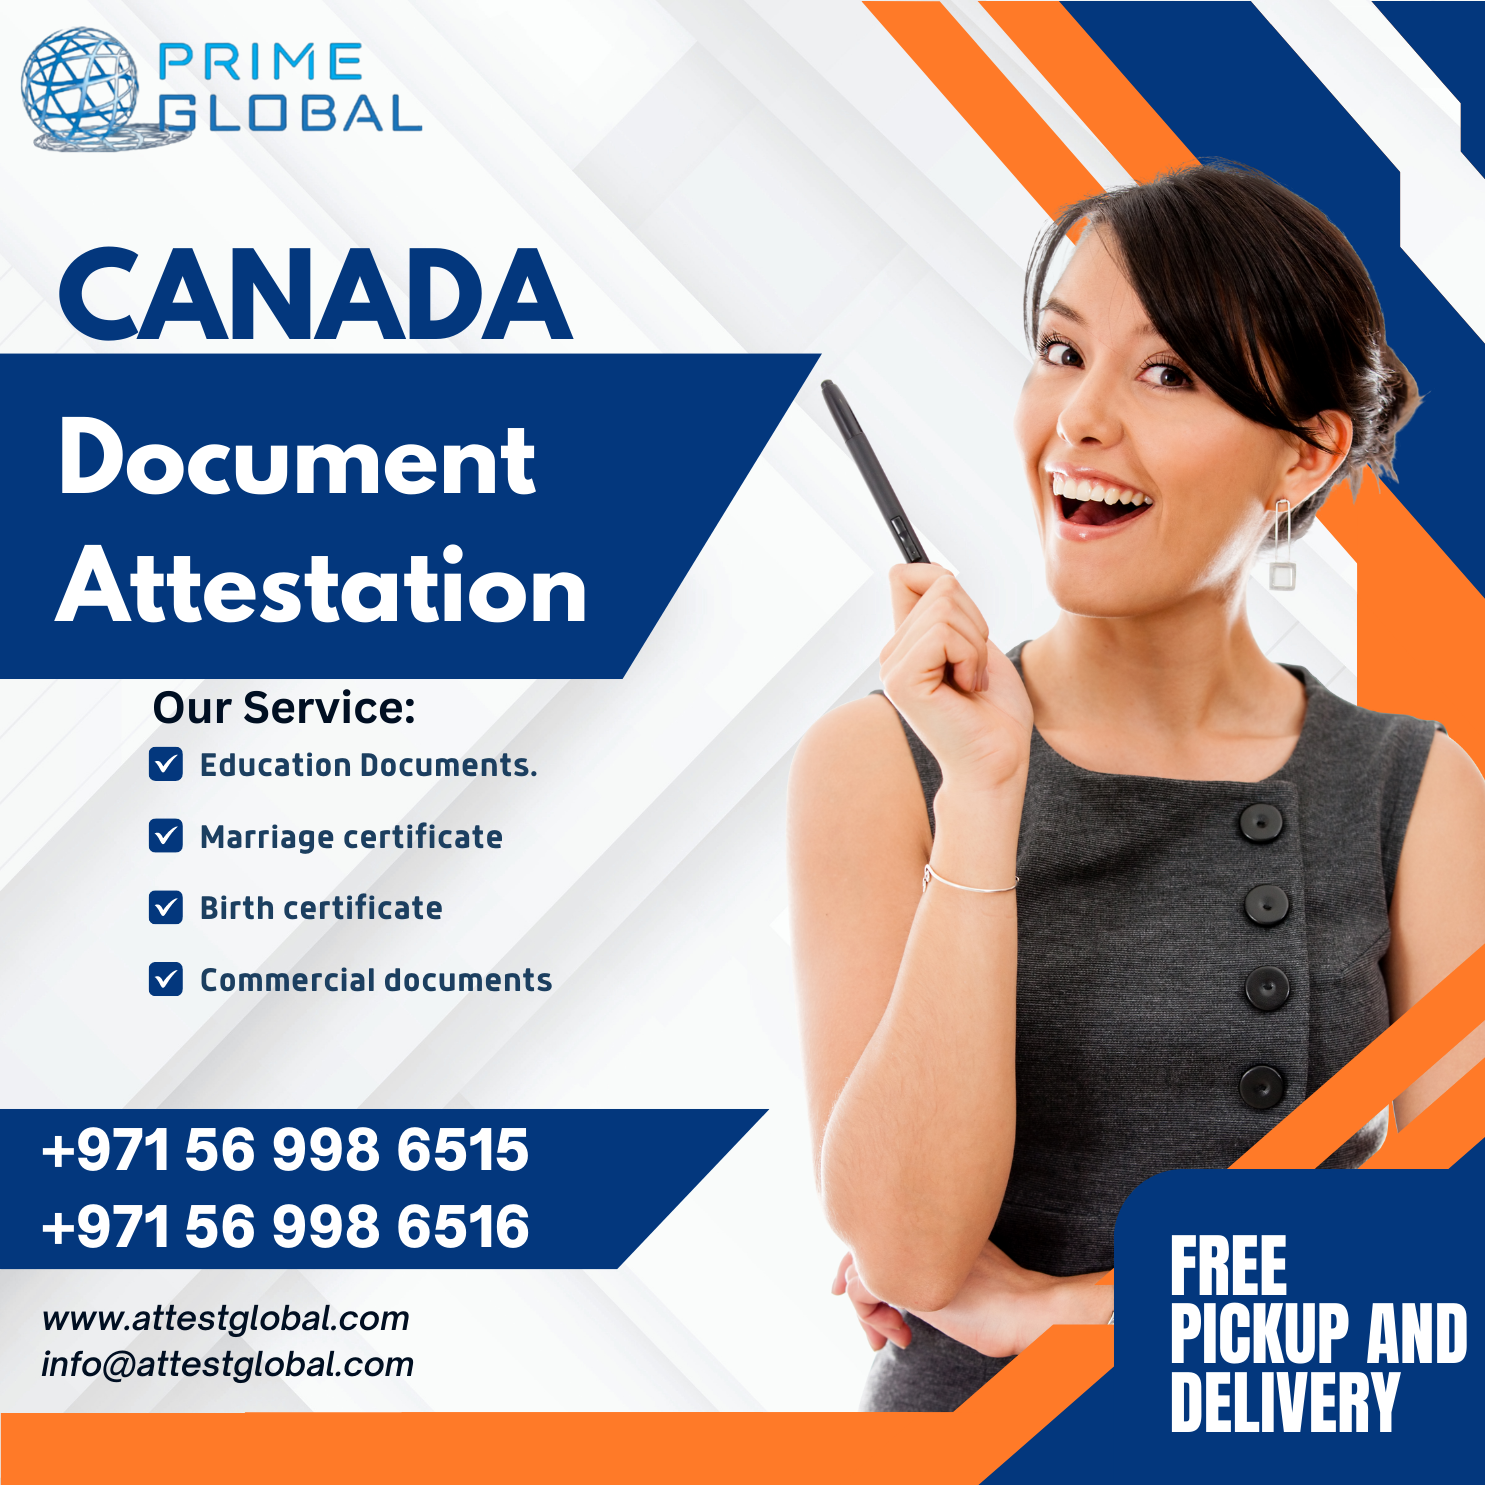 PRIME
GLOBAL
CANADA
Document
Attestation
Our Service:
Education Documents.
Marriage certificate
Birth certificate
Commercial documents
+971 56 998 6515
+971 56 998 6516
www.attestglobal.com
info@attestglobal.com
FREE
PICKUP AND
DELIVERY